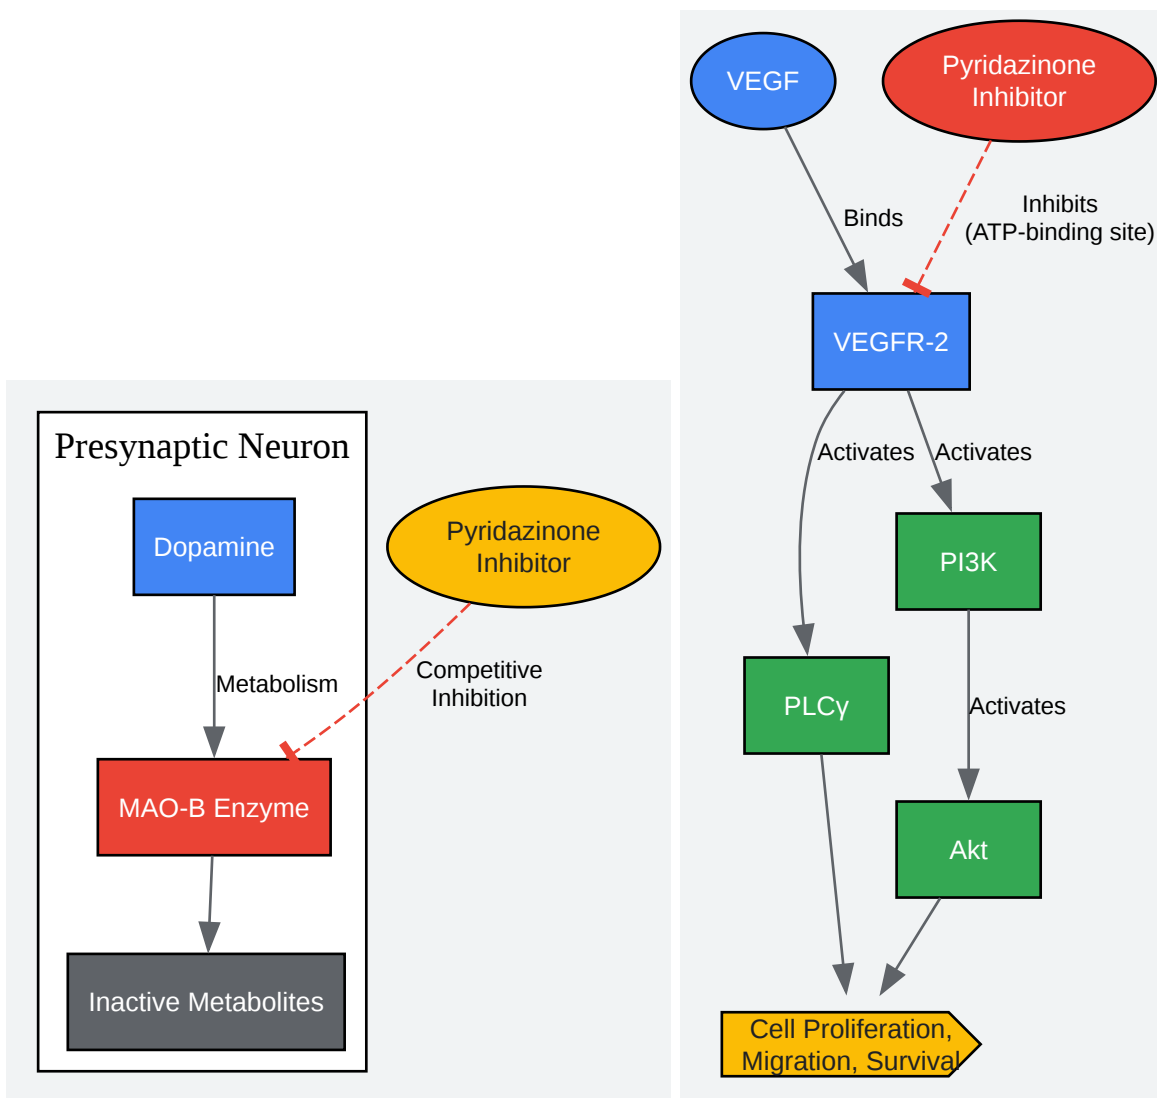 Presynaptic Neuron
Dopamine
Pyridazinone
Inhibitor
Metabolism
Competitive
Inhibition
MAO-B Enzyme
Inactive Metabolites
VEGF
Pyridazinone
Inhibitor
Binds
Inhibits
(ATP-binding site)
VEGFR-2
Activates
Activates
PI3K
PLCγ
Activates
Akt
Cell Proliferation,
Migration, Survival